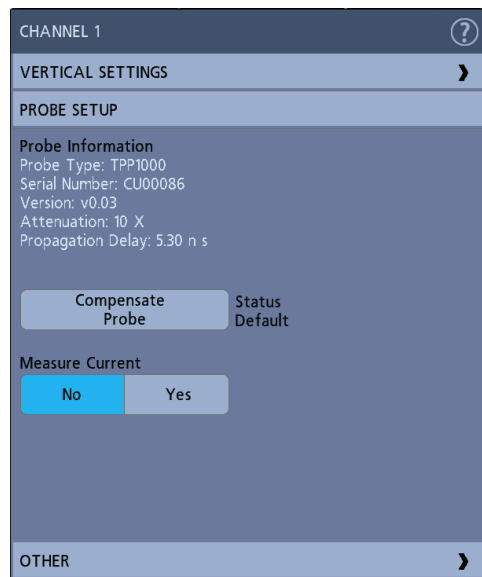 CHANNEL 1
?
VERTICAL SETTINGS
PROBE SETUP
Probe Information
Probe Type: TPP1000
Serial Number: CU00086
Version: v0.03
Attenuation: 10 X
Propagation Delay: 5.30 n s
Compensate
Probe
Status
Default
Measure Current
No
Yes
OTHER